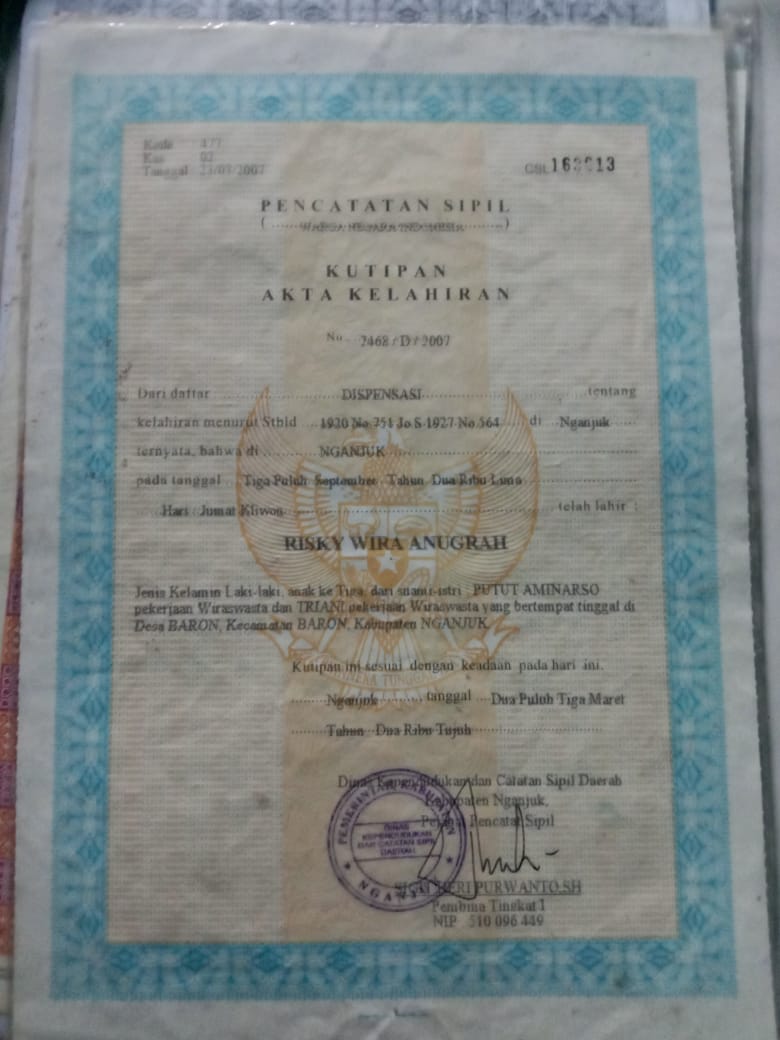 Kode 477
Kas 02
Tanggal 23/03/2007
CSL
PENCATATAN SIPIL
( WARGA NEGARA INDONESIA )
KUTIPAN
AKTA KELAHIRAN
No. 2468 / D / 2007
Dari daftar DISPENSASI tentang
kelahiran menurut Stbld 1920 No 751 Jo S 1927 No 564 di Nganjuk
ternyata, bahwa di NGANJUK
pada tanggal Tiga Puluh September Tahun Dua Ribu Lima
Hari Jumat Kliwon telah lahir :
RISKY WIRA ANUGRAH
Jenis Kelamin Laki-laki, anak ke Tiga, dari suami-istri : PUTUT AMINARSO
pekerjaan Wiraswasta dan TRIANI pekerjaan Wiraswasta yang bertempat tinggal di
Desa BARON, Kecamatan BARON, Kabupaten NGANJUK
Kutipan ini sesuai dengan keadaan pada hari ini.
Nganjuk, tanggal Dua Puluh Tiga Maret
Tahun Dua Ribu Tujuh
Dinas Kependudukan dan Catatan Sipil Daerah
Kabupaten Nganjuk,
Pejabat Pencatat Sipil
PEMERINTAH KABUPATEN
DINAS
KEPENDUDUKAN
DAN CATATAN SIPIL
DAERAH
NGANJUK
HERI PURWANTO.SH
Pembina Tingkat I
NIP 510 096 449